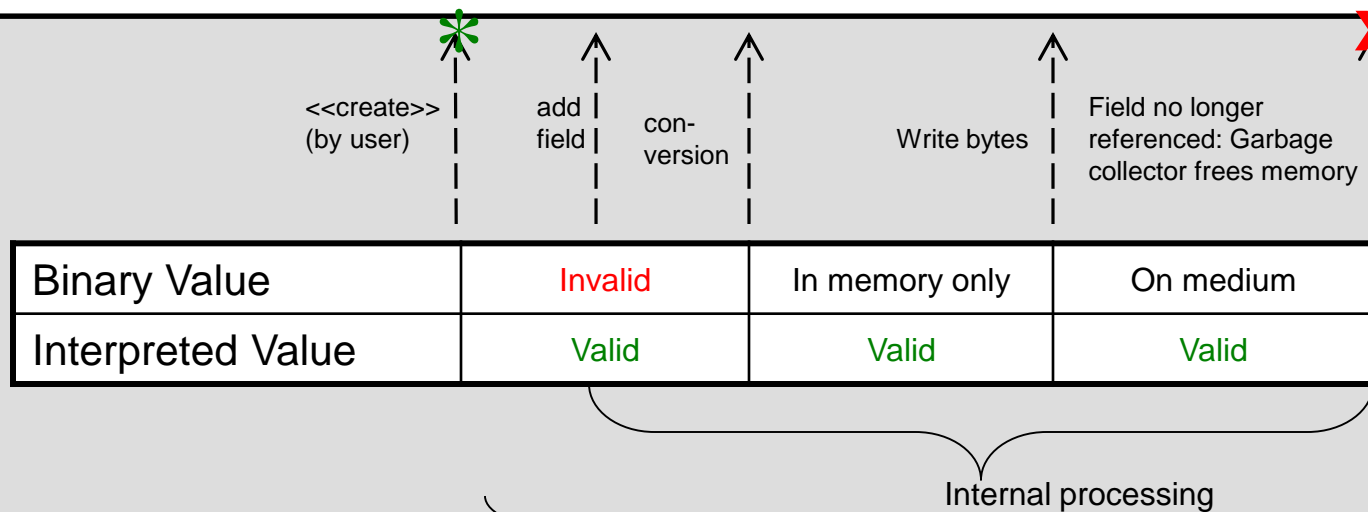 <<create>>
(by user)
add
field
con-
version
Write bytes
Field no longer
referenced: Garbage
collector frees memory
Binary Value
Invalid
In memory only
On medium
Interpreted Value
Valid
Valid
Valid
Internal processing